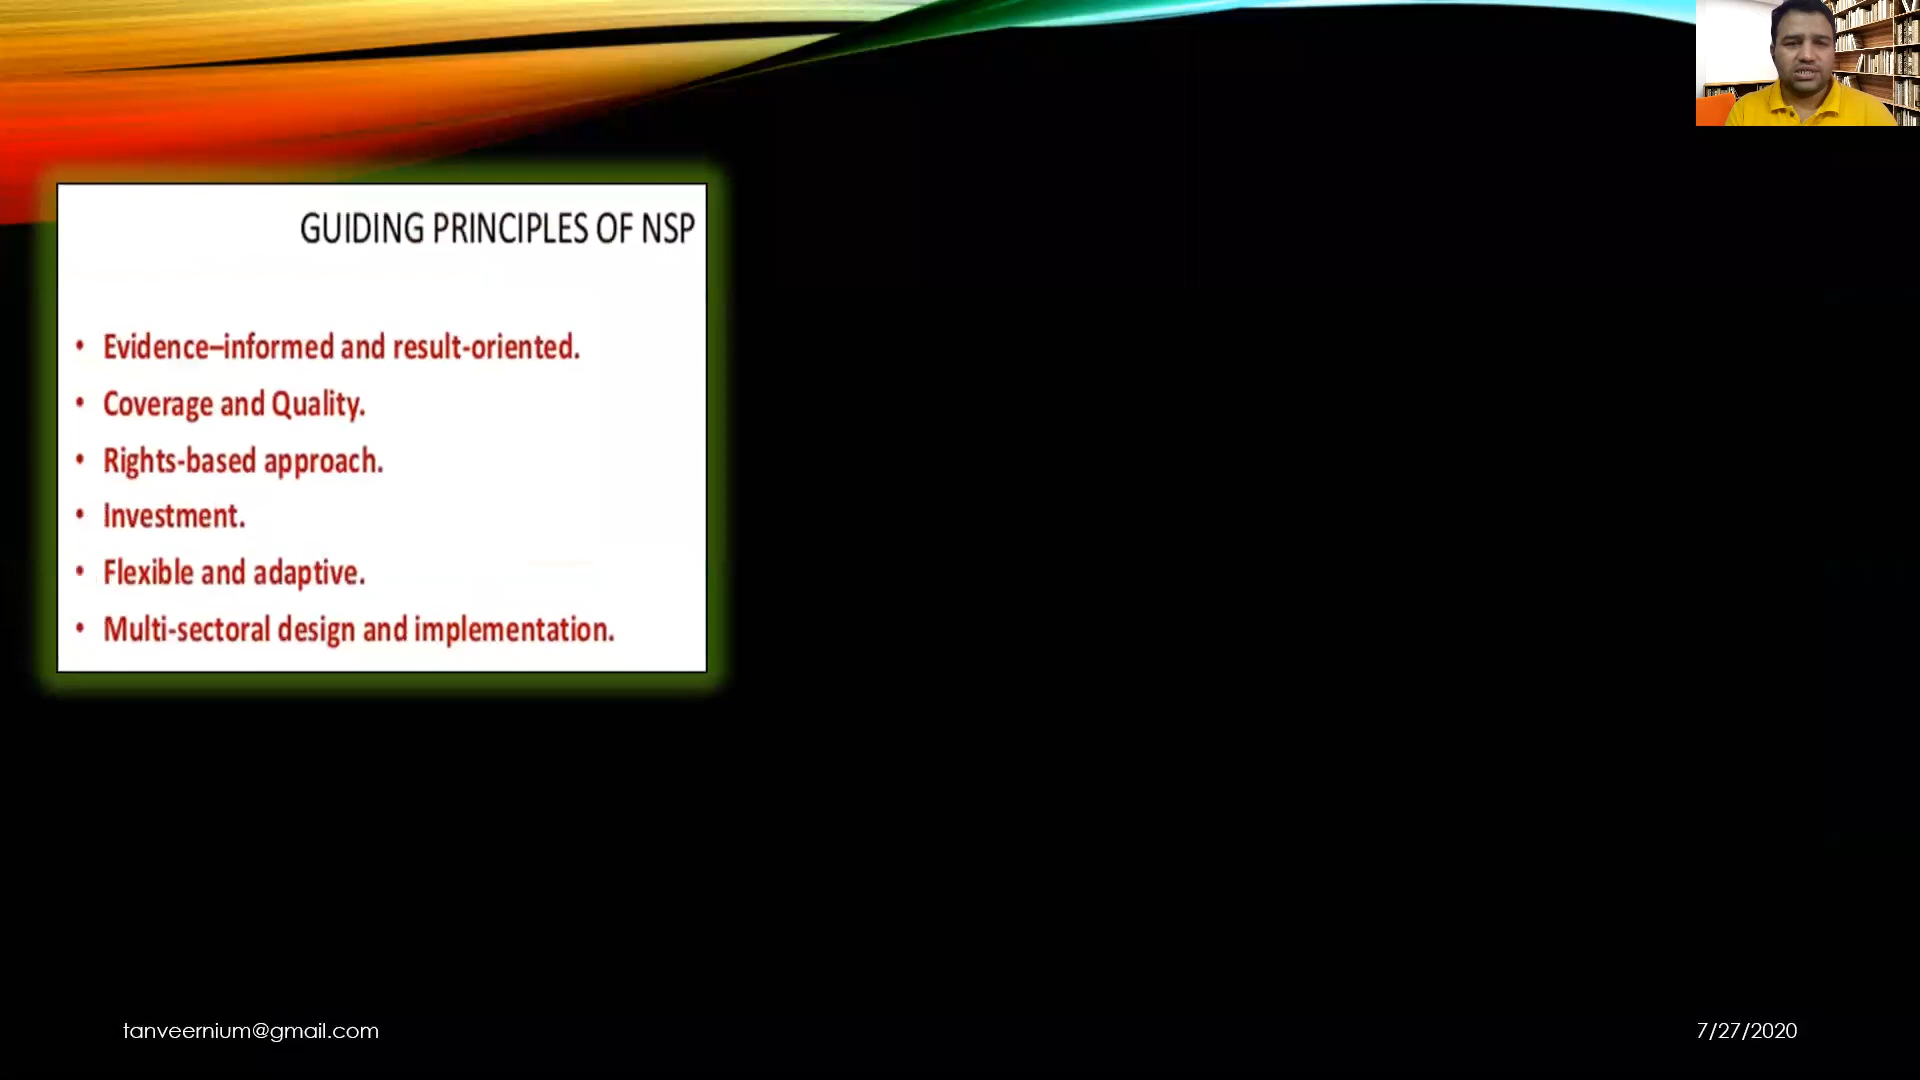 GUIDING PRINCIPLES OF NSP
• Evidence–informed and result-oriented.
• Coverage and Quality.
• Rights-based approach.
• Investment.
• Flexible and adaptive.
• Multi-sectoral design and implementation.
tanveernium@gmail.com
7/27/2020